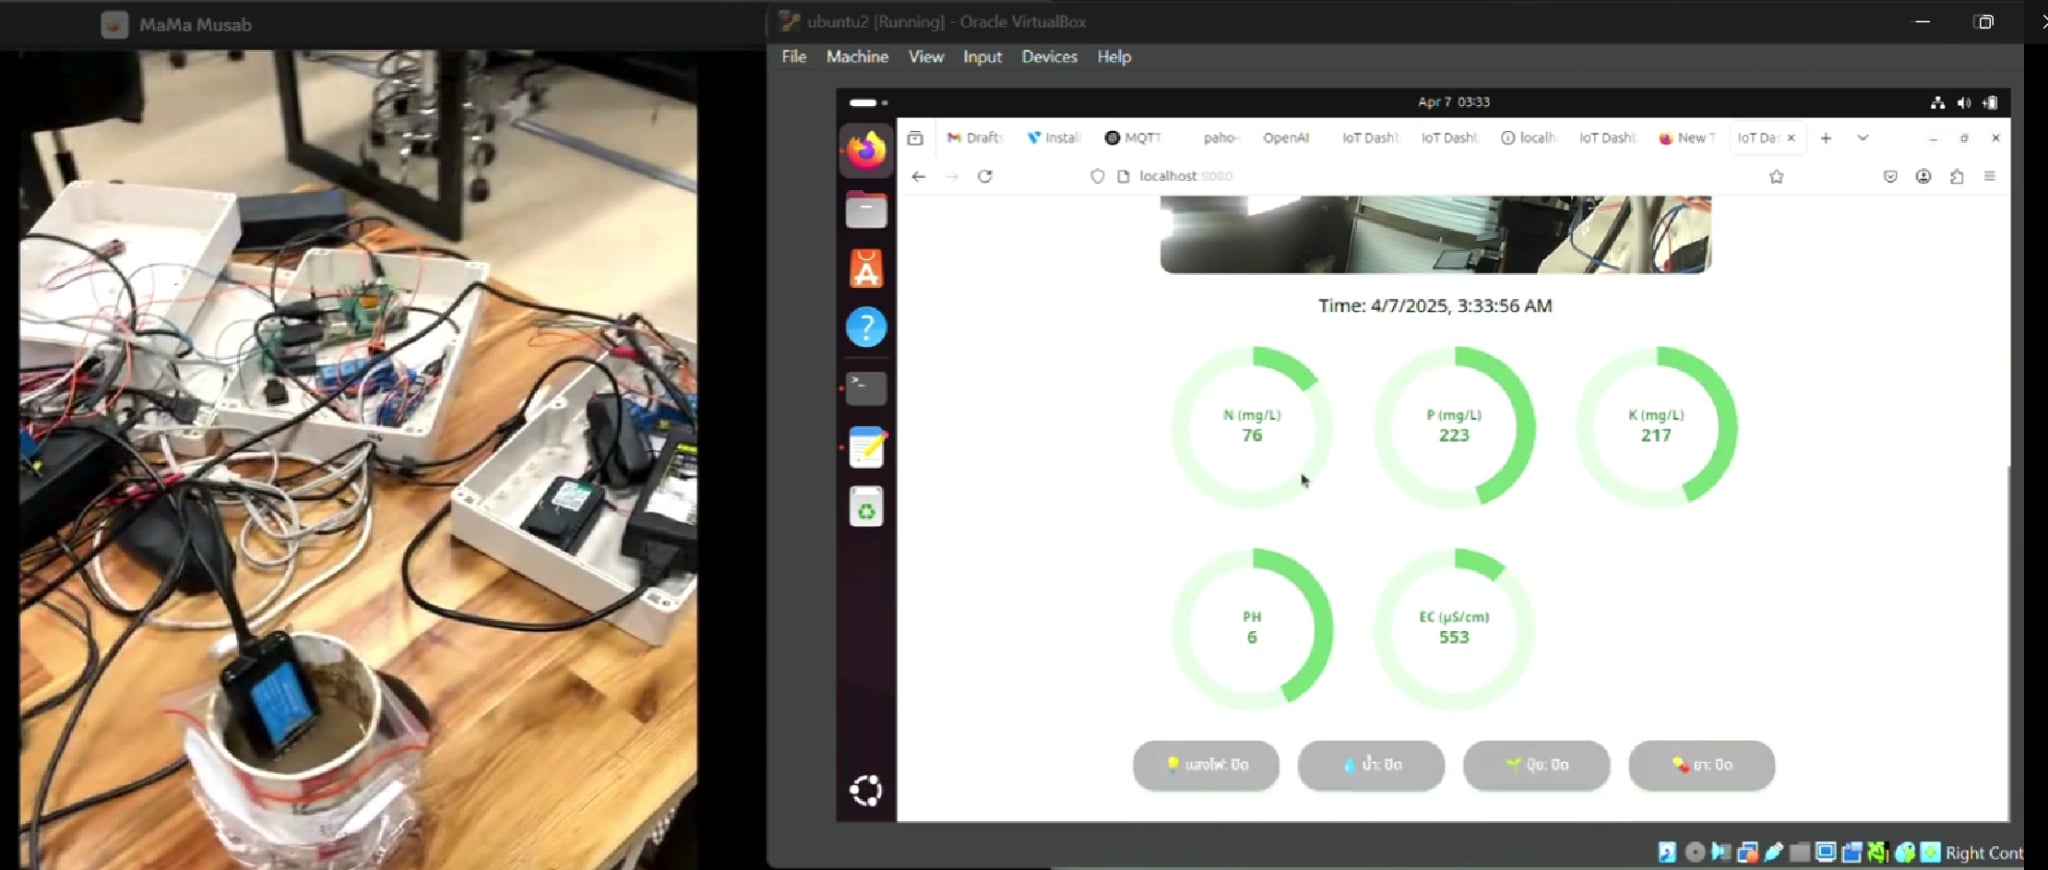 MaMa Musab
ubuntu2 [Running] - Oracle VirtualBox
File Machine View Input Devices Help
Apr 7 03:33
Drafts Install MQTT paho- OpenAI IoT Dashb IoT Dashb localh IoT Dashb New T IoT Das
localhost:8080
Time: 4/7/2025, 3:33:56 AM
N (mg/L)
76
P (mg/L)
223
K (mg/L)
217
PH
6
EC (µS/cm)
553
แสงไฟ: ปิด
น้ำ: ปิด
ปุ๋ย: ปิด
ยา: ปิด
Right Cont